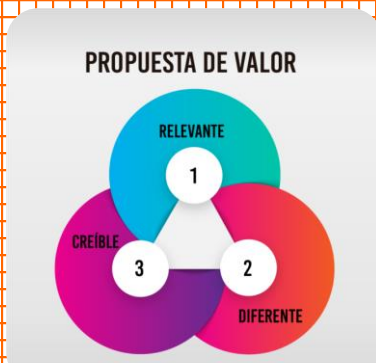 PROPUESTA DE VALOR
RELEVANTE
1
CREÍBLE
3
2
DIFERENTE